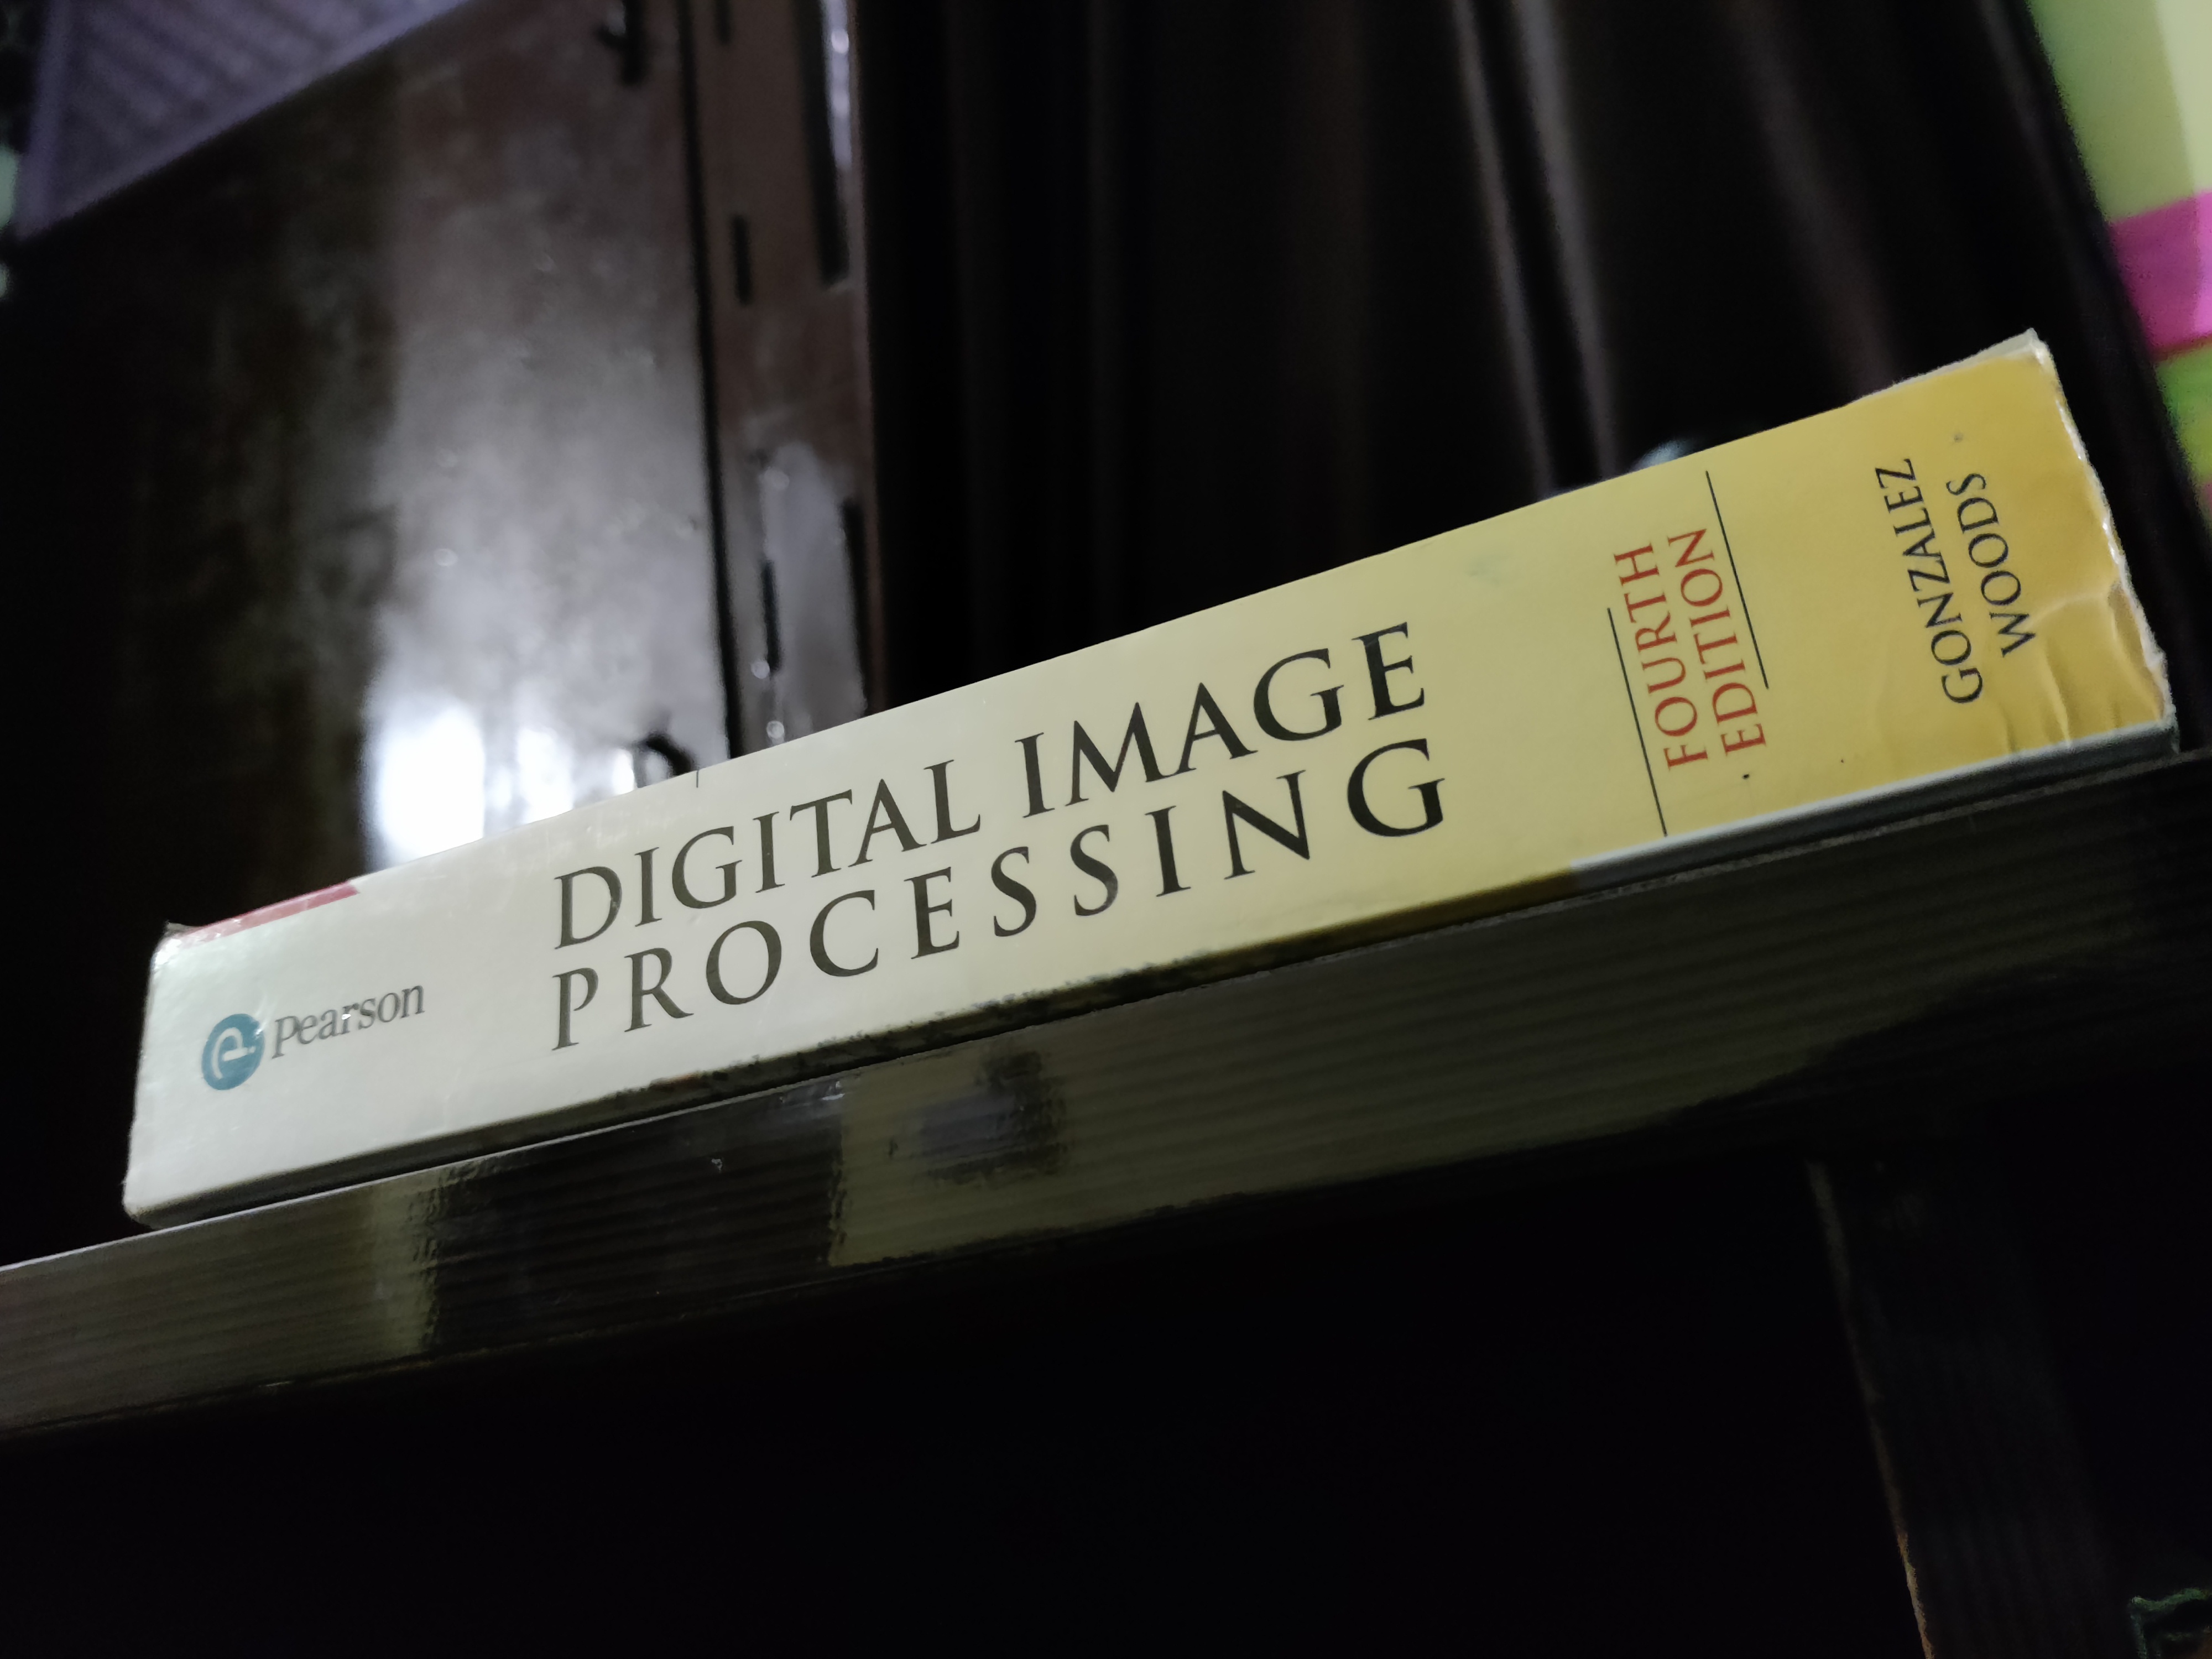 Pearson
DIGITAL IMAGE
PROCESSING
FOURTH
EDITION
GONZALEZ
WOODS